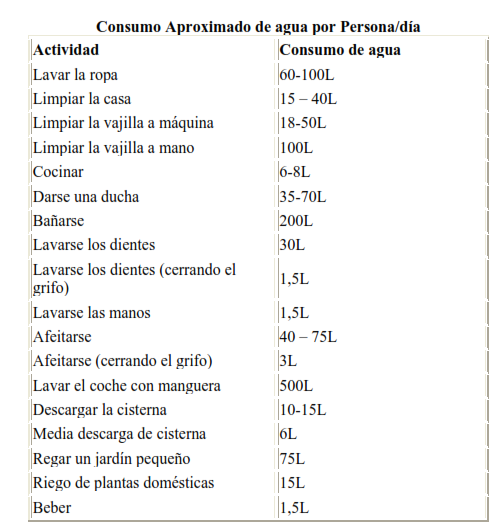 Consumo Aproximado de agua por Persona/día
Actividad Consumo de agua
Lavar la ropa 60-100L
Limpiar la casa 15 – 40L
Limpiar la vajilla a máquina 18-50L
Limpiar la vajilla a mano 100L
Cocinar 6-8L
Darse una ducha 35-70L
Bañarse 200L
Lavarse los dientes 30L
Lavarse los dientes (cerrando el
grifo) 1,5L
Lavarse las manos 1,5L
Afeitarse 40 – 75L
Afeitarse (cerrando el grifo) 3L
Lavar el coche con manguera 500L
Descargar la cisterna 10-15L
Media descarga de cisterna 6L
Regar un jardín pequeño 75L
Riego de plantas domésticas 15L
Beber 1,5L